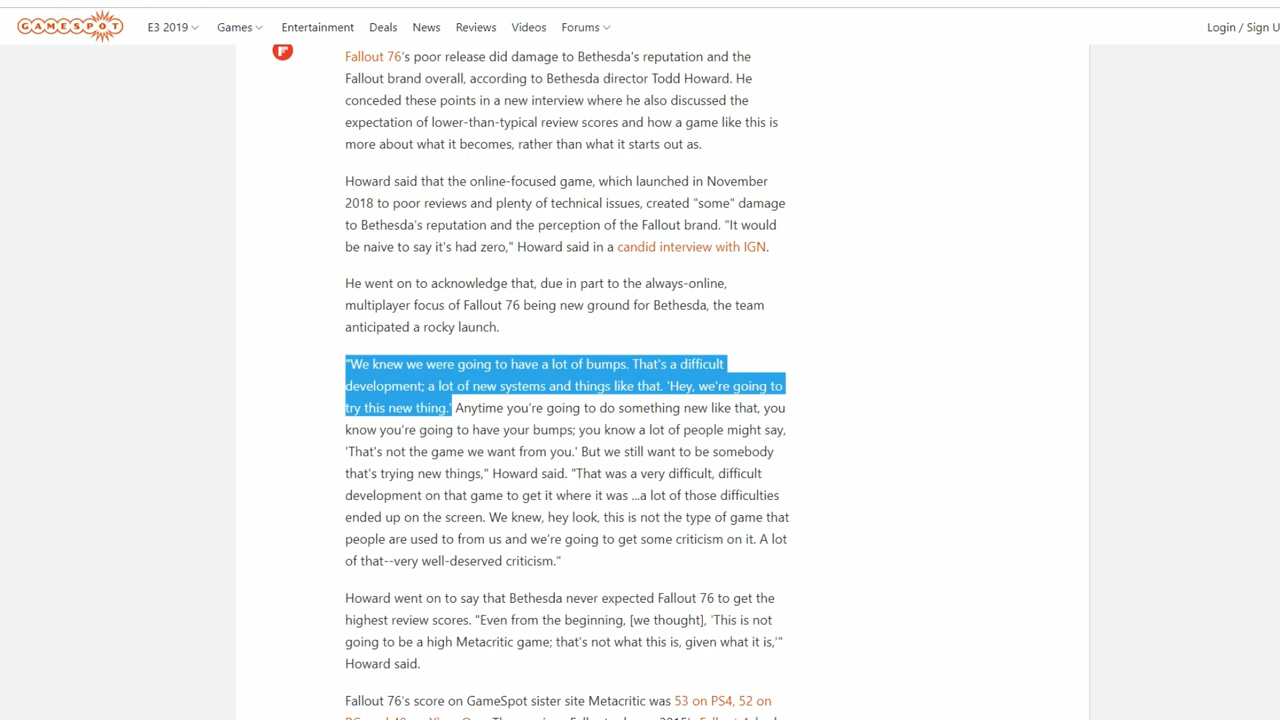 GAMESPOT
E3 2019 Games Entertainment Deals News Reviews Videos Forums Login / Sign U
Fallout 76's poor release did damage to Bethesda's reputation and the
Fallout brand overall, according to Bethesda director Todd Howard. He
conceded these points in a new interview where he also discussed the
expectation of lower-than-typical review scores and how a game like this is
more about what it becomes, rather than what it starts out as.
Howard said that the online-focused game, which launched in November
2018 to poor reviews and plenty of technical issues, created "some" damage
to Bethesda's reputation and the perception of the Fallout brand. "It would
be naive to say it's had zero," Howard said in a candid interview with IGN.
He went on to acknowledge that, due in part to the always-online,
multiplayer focus of Fallout 76 being new ground for Bethesda, the team
anticipated a rocky launch.
"We knew we were going to have a lot of bumps. That's a difficult
development; a lot of new systems and things like that. 'Hey, we're going to
try this new thing.' Anytime you're going to do something new like that, you
know you're going to have your bumps; you know a lot of people might say,
'That's not the game we want from you.' But we still want to be somebody
that's trying new things," Howard said. "That was a very difficult, difficult
development on that game to get it where it was ...a lot of those difficulties
ended up on the screen. We knew, hey look, this is not the type of game that
people are used to from us and we're going to get some criticism on it. A lot
of that--very well-deserved criticism."
Howard went on to say that Bethesda never expected Fallout 76 to get the
highest review scores. "Even from the beginning, [we thought], 'This is not
going to be a high Metacritic game; that's not what this is, given what it is,'"
Howard said.
Fallout 76's score on GameSpot sister site Metacritic was 53 on PS4, 52 on